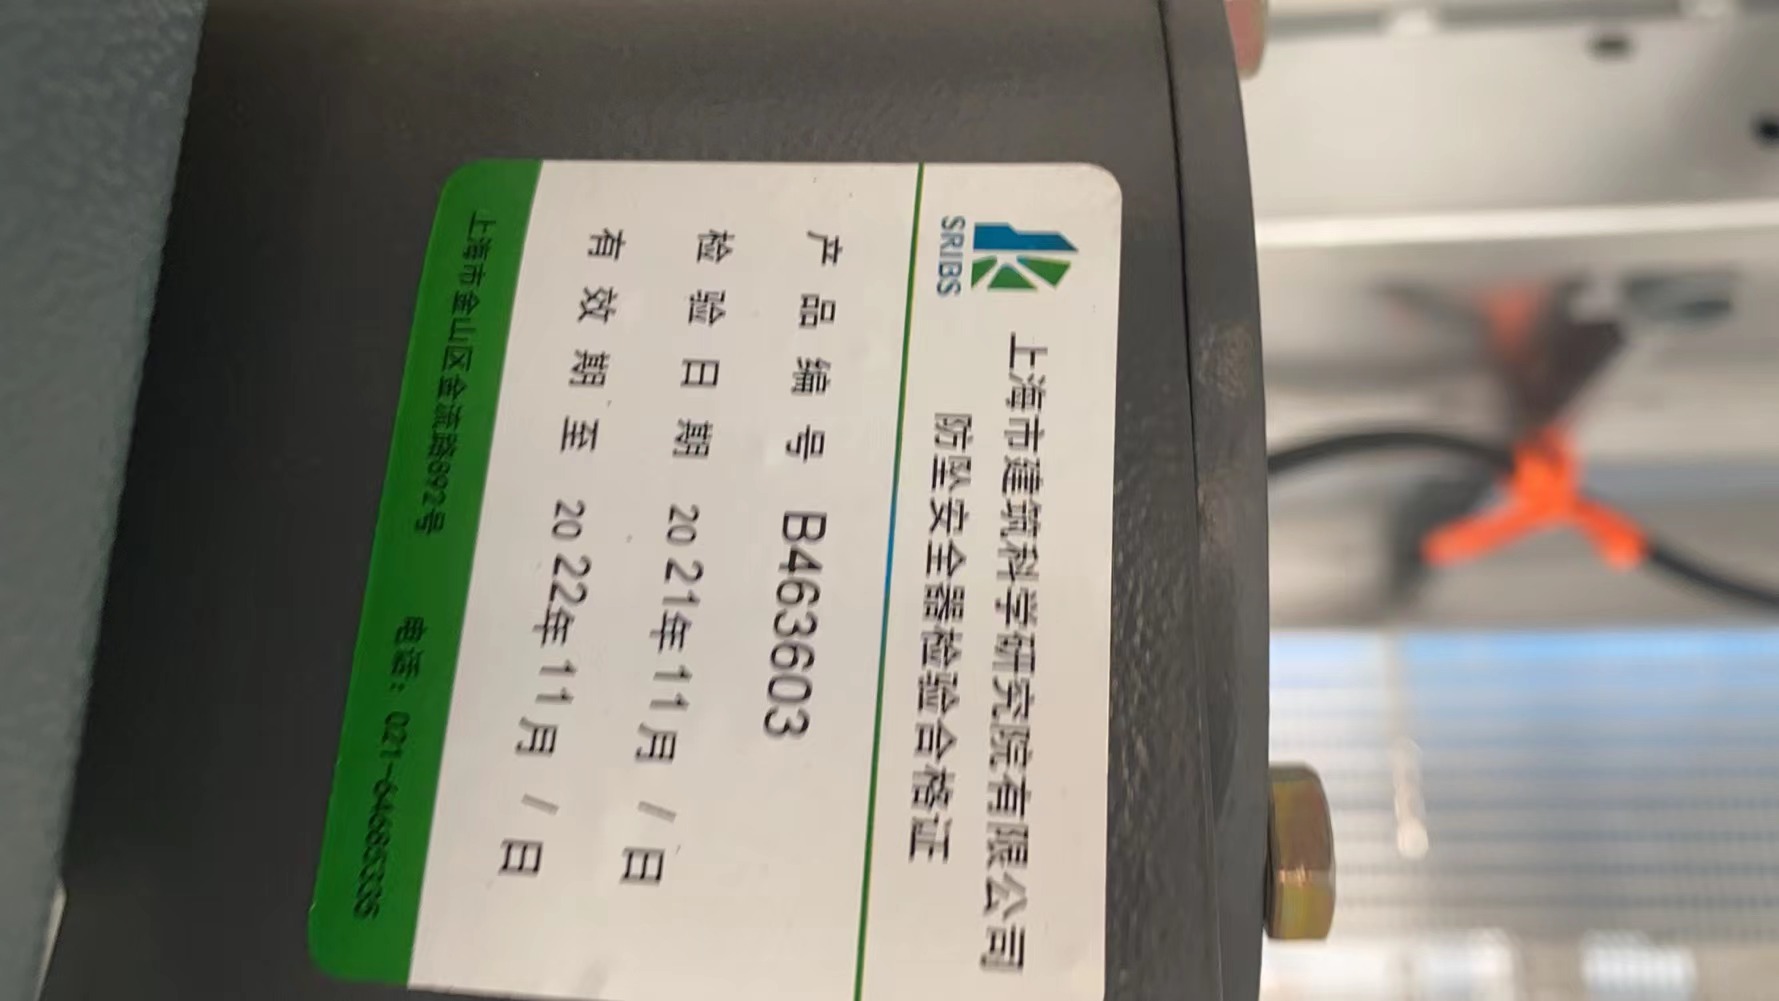 SRIBS
上海市建筑科学研究院有限公司
防坠安全器检验合格证
产品编号 B463603
检验日期 2021年11月/日
有效期至 2022年11月/日
上海市金山区金流路892号 电话：021-64685336